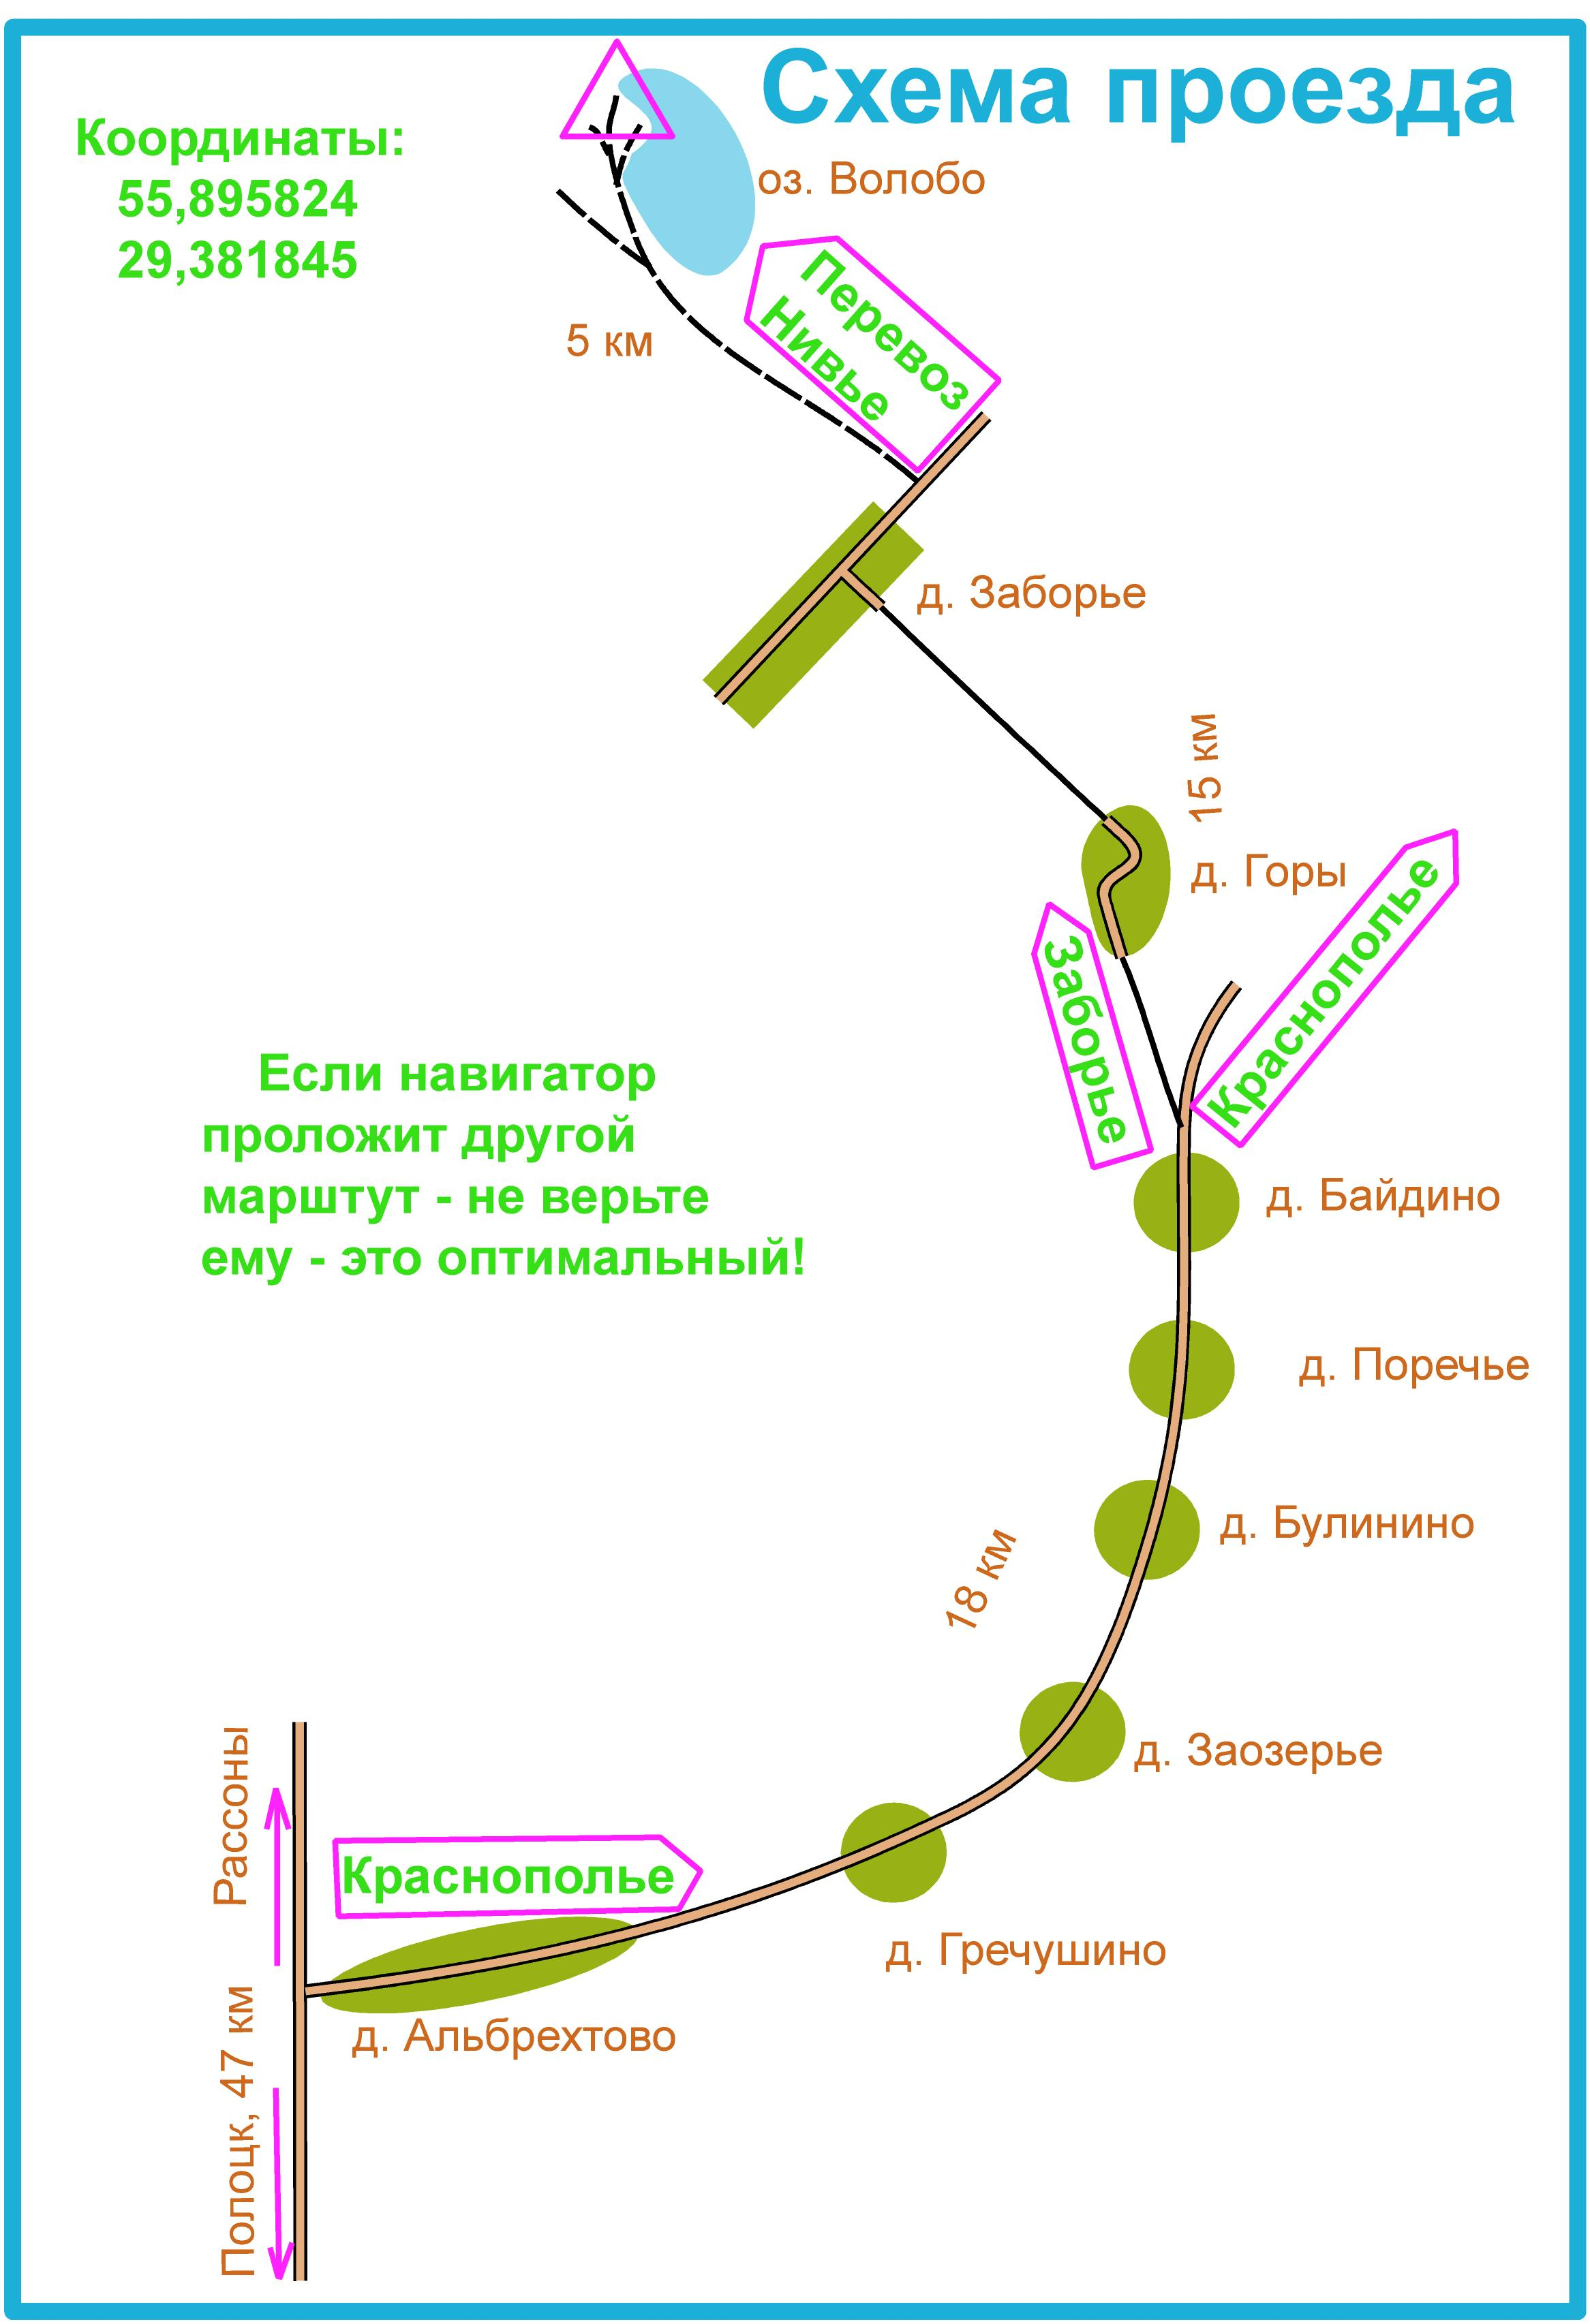 Схема проезда
Координаты:
55,895824
29,381845
оз. Волобо
Перевоз
Нивье
5 км
д. Заборье
15 км
д. Горы
Заборье
Краснополье
Если навигатор
проложит другой
марштут - не верьте
ему - это оптимальный!
д. Байдино
д. Поречье
д. Булинино
18 км
д. Заозерье
Рассоны
Краснополье
д. Гречушино
д. Альбрехтово
Полоцк, 47 км